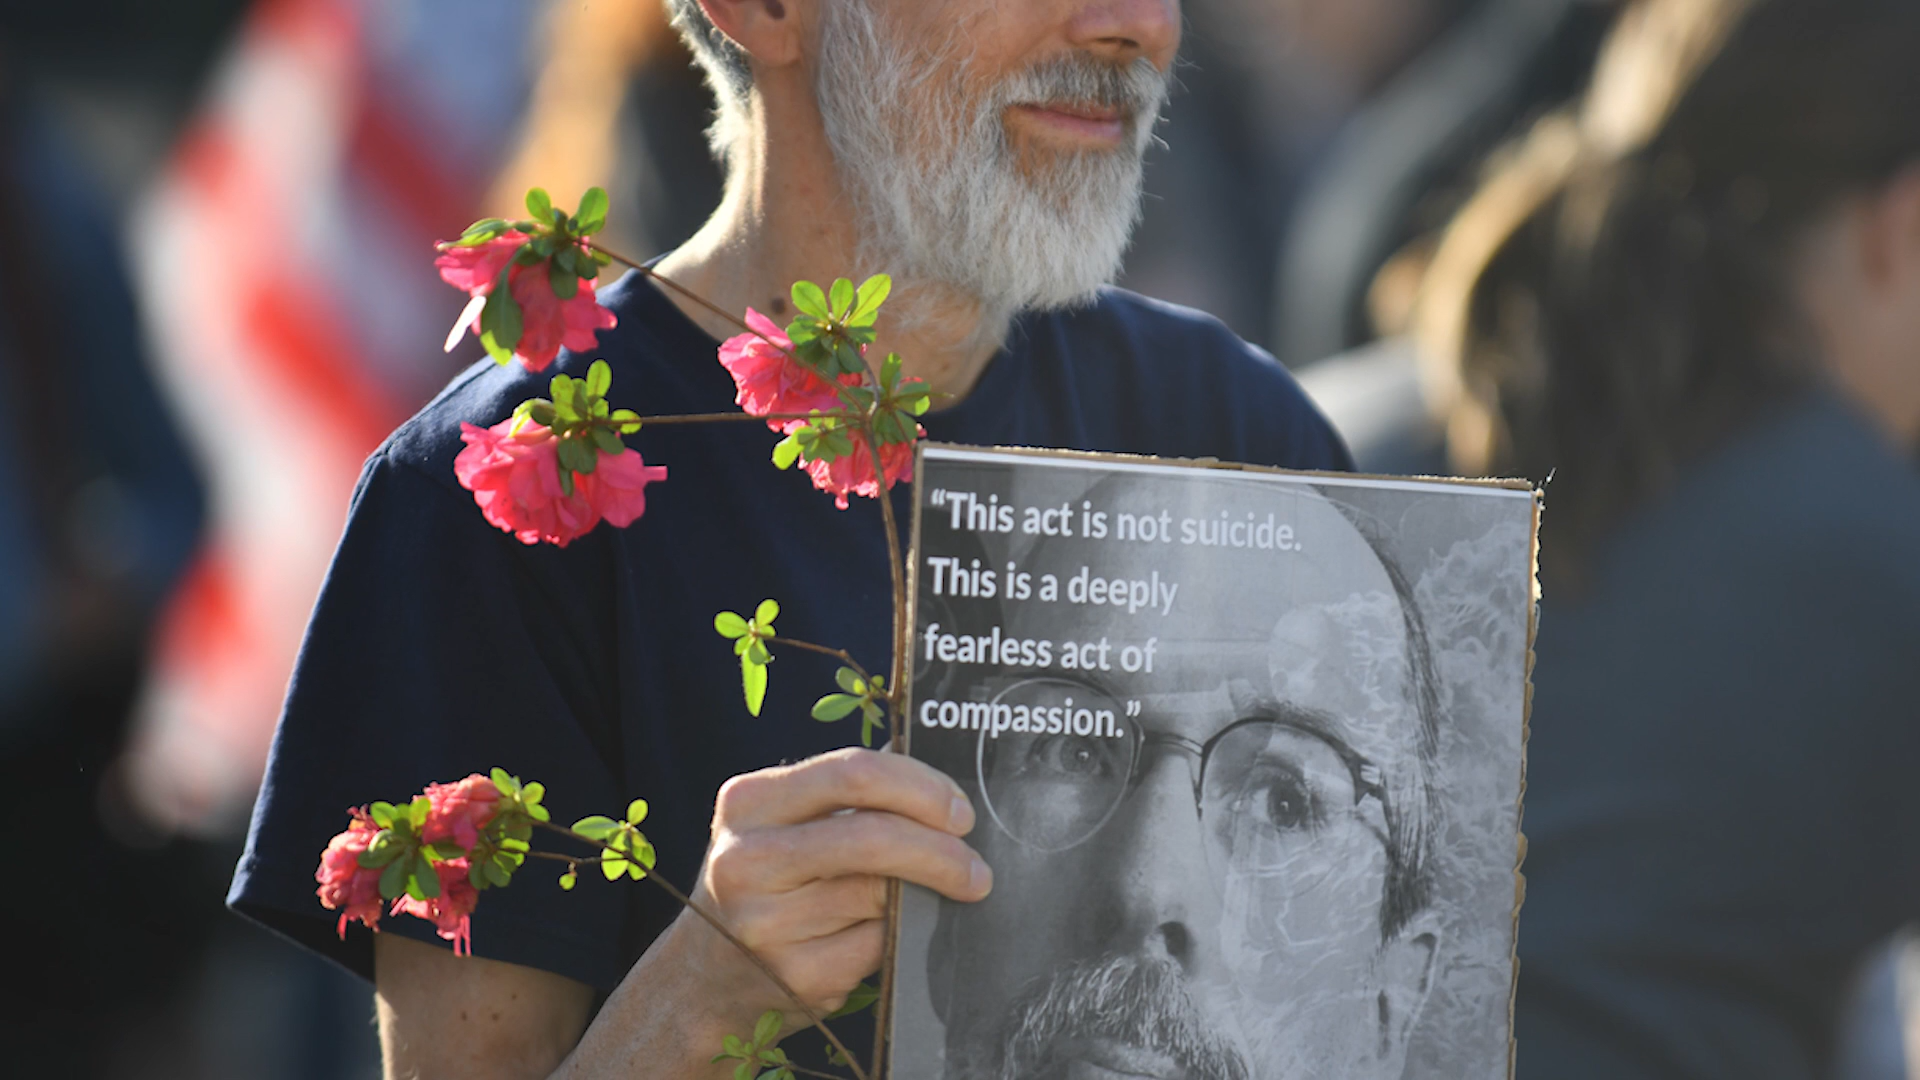 “This act is not suicide.
This is a deeply
fearless act of
compassion.”